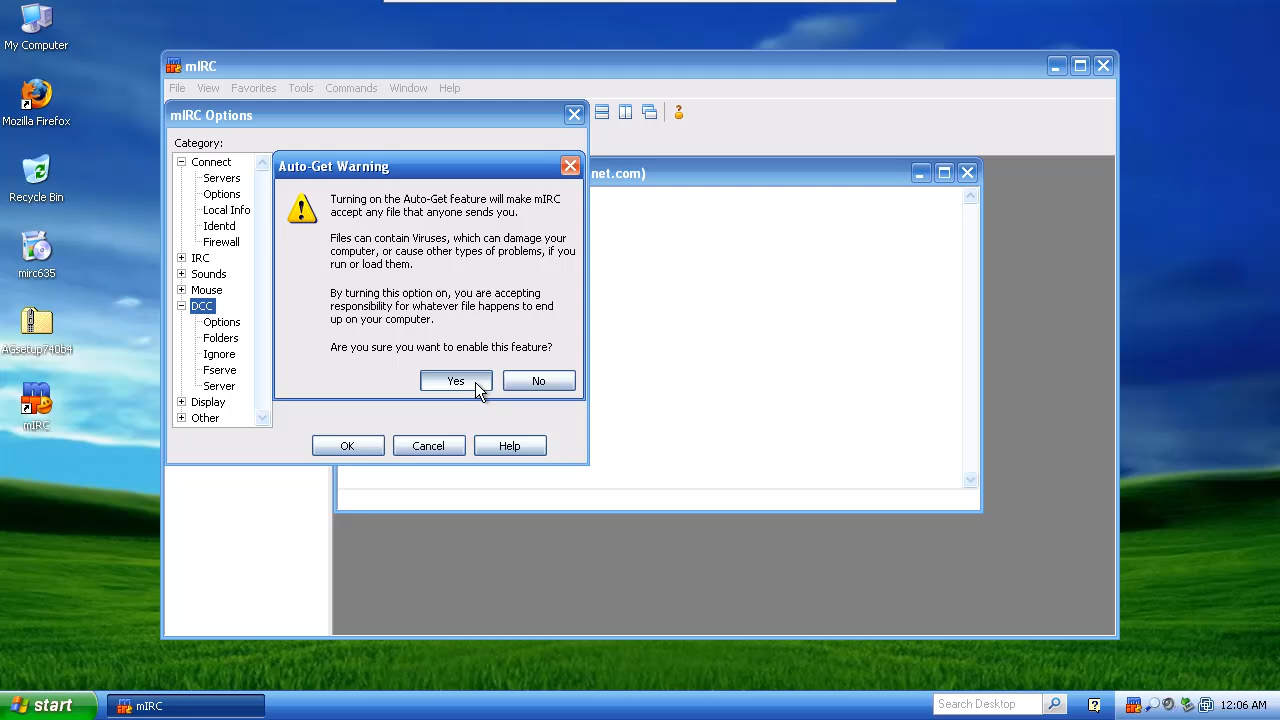 My Computer
Mozilla Firefox
Recycle Bin
mirc635
AGsetup740b4
mIRC
mIRC
File View Favorites Tools Commands Window Help
mIRC Options
Category:
Connect
Servers
Options
Local Info
Identd
Firewall
IRC
Sounds
Mouse
DCC
Options
Folders
Ignore
Fserve
Server
Display
Other
Auto-Get Warning
Turning on the Auto-Get feature will make mIRC
accept any file that anyone sends you.
Files can contain Viruses, which can damage your
computer, or cause other types of problems, if you
run or load them.
By turning this option on, you are accepting
responsibility for whatever file happens to end
up on your computer.
Are you sure you want to enable this feature?
Yes No
OK Cancel Help
net.com)
start
mIRC
Search Desktop
12:06 AM